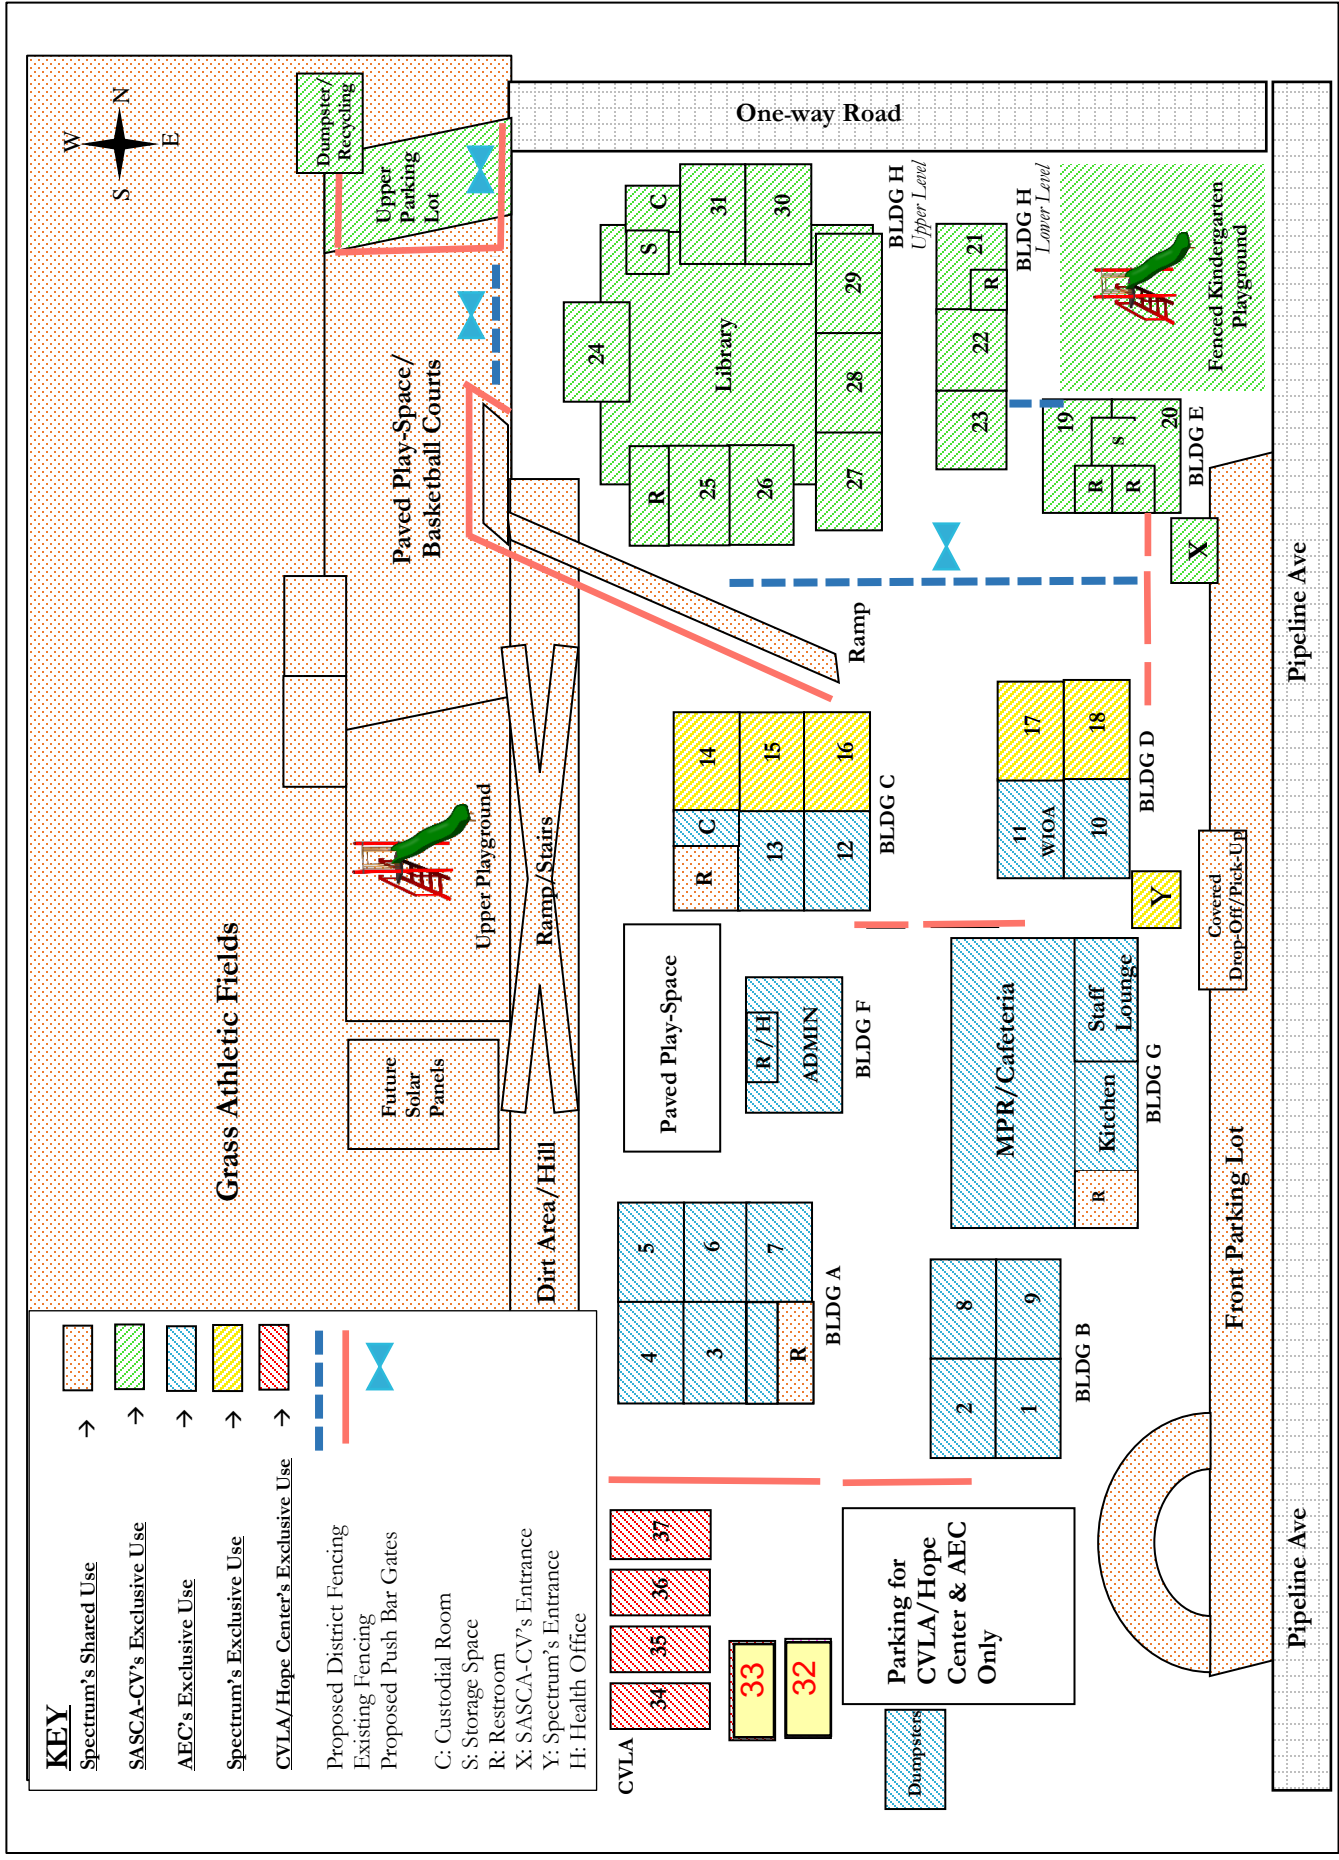 KEY
Spectrum's Shared Use →
SASCA-CV's Exclusive Use →
AEC's Exclusive Use →
Spectrum's Exclusive Use →
CVLA/Hope Center's Exclusive Use →
Proposed District Fencing
Existing Fencing
Proposed Push Bar Gates
C: Custodial Room
S: Storage Space
R: Restroom
X: SASCA-CV's Entrance
Y: Spectrum's Entrance
H: Health Office
Grass Athletic Fields
W
N
S
E
Dumpster/
Recycling
Upper
Parking
Lot
Future
Solar
Panels
Upper Playground
Paved Play-Space/
Basketball Courts
Dirt Area/Hill
Ramp/Stairs
Ramp
One-way Road
CVLA
34
35
36
37
33
32
Dumpsters
Parking for
CVLA/Hope
Center & AEC
Only
4
5
3
6
R
7
BLDG A
2
8
1
9
BLDG B
Paved Play-Space
R / H
ADMIN
BLDG F
MPR/Cafeteria
R
Kitchen
Staff
Lounge
BLDG G
R
C
14
13
15
12
16
BLDG C
11
WIOA
17
10
18
BLDG D
Y
24
Library
S
C
31
30
R
25
26
27
28
29
BLDG H
Upper Level
23
22
21
R
BLDG H
Lower Level
19
R
R
s
20
BLDG E
X
Fenced Kindergarten
Playground
Covered
Drop-Off/Pick-Up
Front Parking Lot
Pipeline Ave
Pipeline Ave